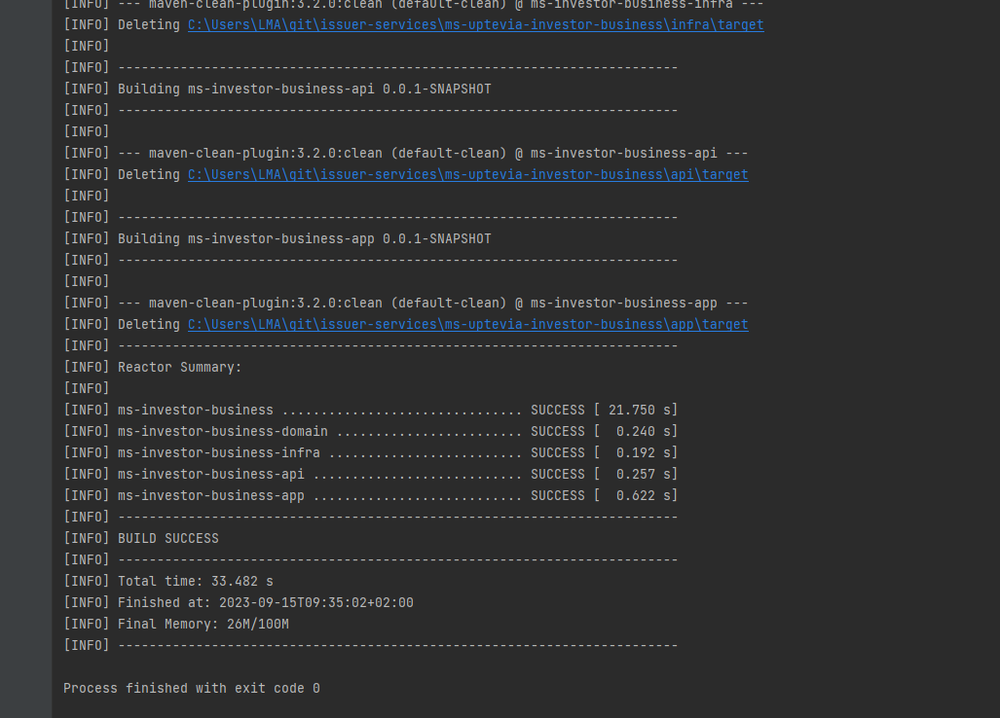 [INFO] --- maven-clean-plugin:3.2.0:clean (default-clean) @ ms-investor-business-infra ---
[INFO] Deleting C:\Users\LMA\git\issuer-services\ms-uptevia-investor-business\infra\target
[INFO]
[INFO] ------------------------------------------------------------------------
[INFO] Building ms-investor-business-api 0.0.1-SNAPSHOT
[INFO] ------------------------------------------------------------------------
[INFO]
[INFO] --- maven-clean-plugin:3.2.0:clean (default-clean) @ ms-investor-business-api ---
[INFO] Deleting C:\Users\LMA\git\issuer-services\ms-uptevia-investor-business\api\target
[INFO]
[INFO] ------------------------------------------------------------------------
[INFO] Building ms-investor-business-app 0.0.1-SNAPSHOT
[INFO] ------------------------------------------------------------------------
[INFO]
[INFO] --- maven-clean-plugin:3.2.0:clean (default-clean) @ ms-investor-business-app ---
[INFO] Deleting C:\Users\LMA\git\issuer-services\ms-uptevia-investor-business\app\target
[INFO] ------------------------------------------------------------------------
[INFO] Reactor Summary:
[INFO]
[INFO] ms-investor-business ............................... SUCCESS [ 21.750 s]
[INFO] ms-investor-business-domain ........................ SUCCESS [  0.240 s]
[INFO] ms-investor-business-infra ......................... SUCCESS [  0.192 s]
[INFO] ms-investor-business-api ........................... SUCCESS [  0.257 s]
[INFO] ms-investor-business-app ........................... SUCCESS [  0.622 s]
[INFO] ------------------------------------------------------------------------
[INFO] BUILD SUCCESS
[INFO] ------------------------------------------------------------------------
[INFO] Total time: 33.482 s
[INFO] Finished at: 2023-09-15T09:35:02+02:00
[INFO] Final Memory: 26M/100M
[INFO] ------------------------------------------------------------------------
Process finished with exit code 0